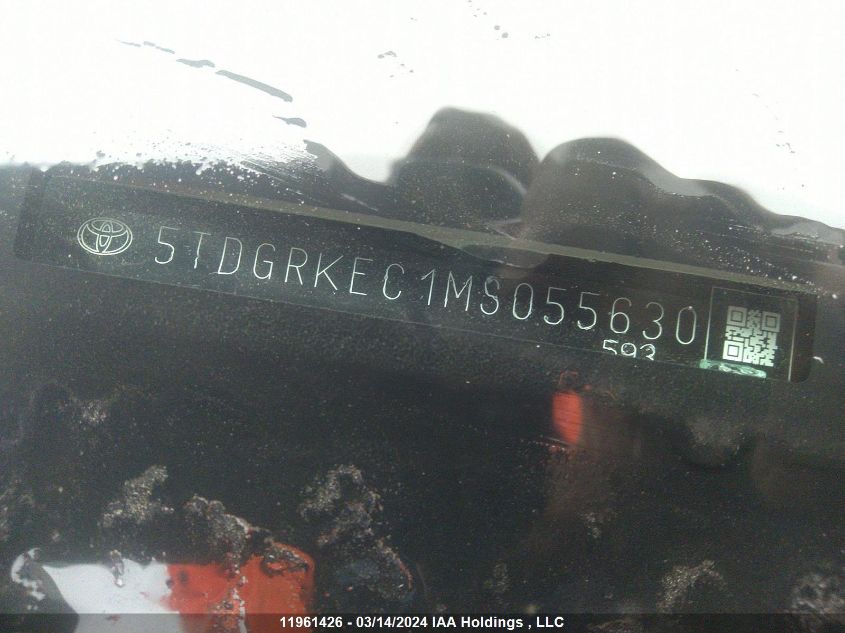 5TDGRKEC1MS055630
593
11961426 - 03/14/2024 IAA Holdings , LLC